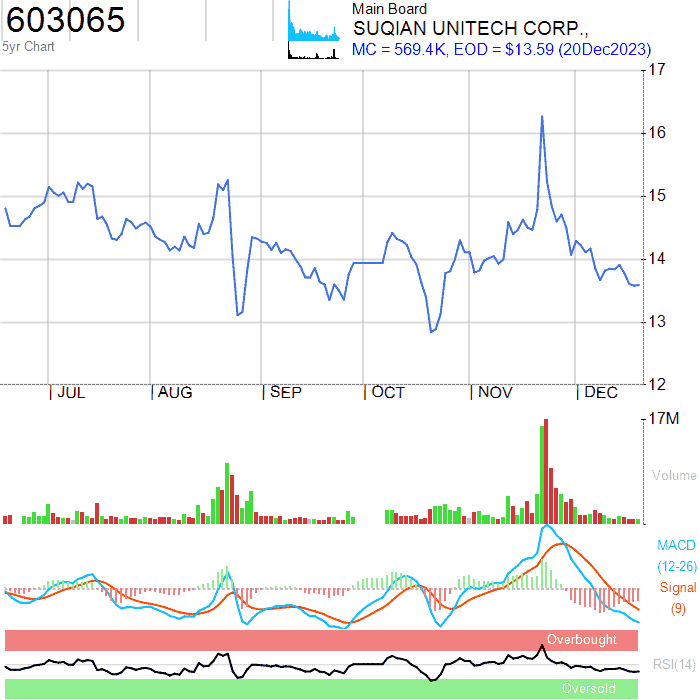 603065
5yr Chart
Main Board
SUQIAN UNITECH CORP.,
MC = 569.4K, EOD = $13.59 (20Dec2023)
17
16
15
14
13
12
JUL AUG SEP OCT NOV DEC
17M
Volume
MACD
(12-26)
Signal
(9)
Overbought
RSI(14)
Oversold